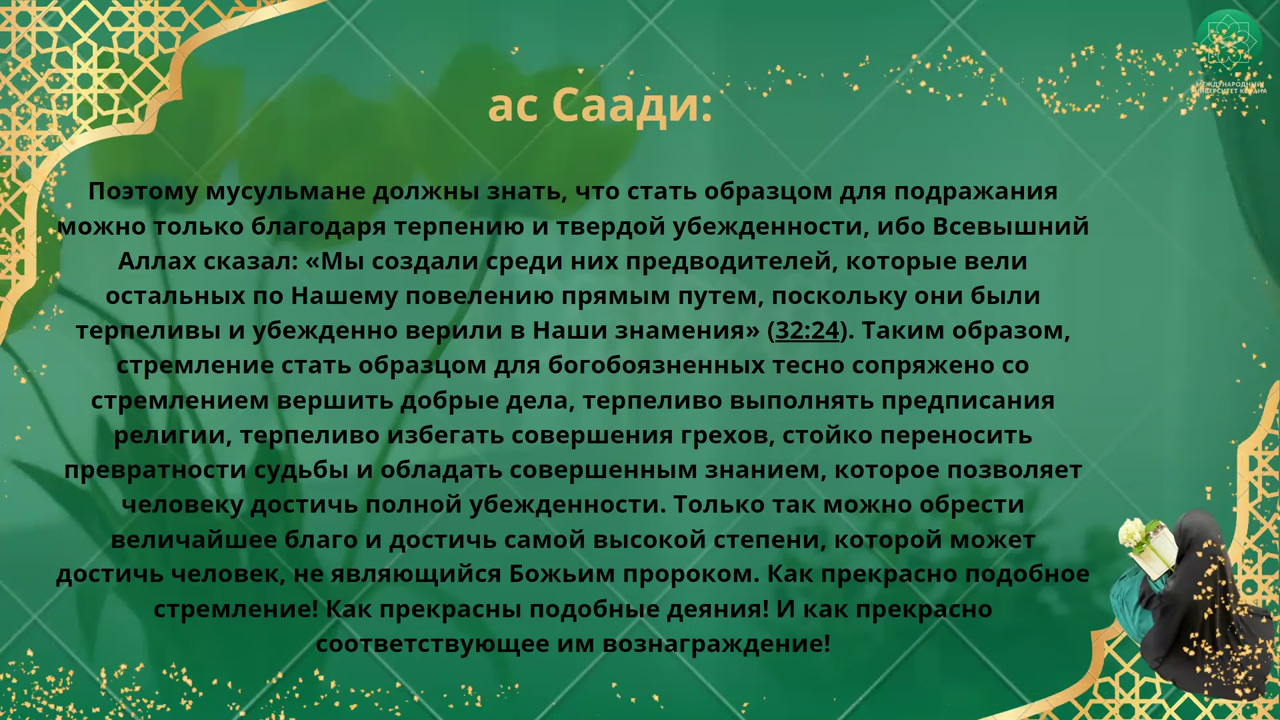 ас Саади:
Поэтому мусульмане должны знать, что стать образцом для подражания
можно только благодаря терпению и твердой убежденности, ибо Всевышний
Аллах сказал: «Мы создали среди них предводителей, которые вели
остальных по Нашему повелению прямым путем, поскольку они были
терпеливы и убежденно верили в Наши знамения» (32:24). Таким образом,
стремление стать образцом для богобоязненных тесно сопряжено со
стремлением вершить добрые дела, терпеливо выполнять предписания
религии, терпеливо избегать совершения грехов, стойко переносить
превратности судьбы и обладать совершенным знанием, которое позволяет
человеку достичь полной убежденности. Только так можно обрести
величайшее благо и достичь самой высокой степени, которой может
достичь человек, не являющийся Божьим пророком. Как прекрасно подобное
стремление! Как прекрасны подобные деяния! И как прекрасно
соответствующее им вознаграждение!